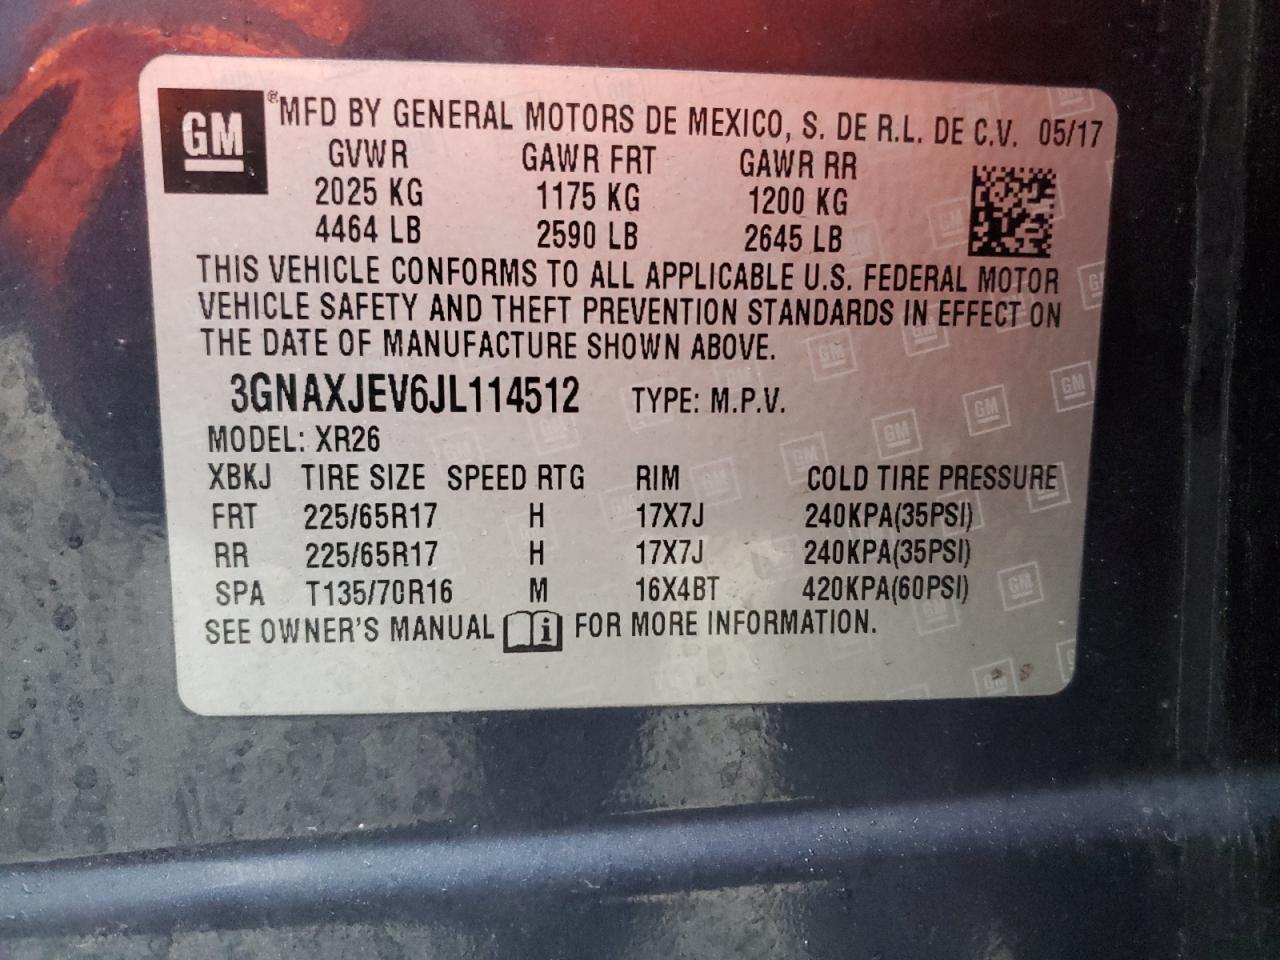 GM ® MFD BY GENERAL MOTORS DE MEXICO, S. DE R.L. DE C.V. 05/17
GVWR GAWR FRT GAWR RR
2025 KG 1175 KG 1200 KG
4464 LB 2590 LB 2645 LB
THIS VEHICLE CONFORMS TO ALL APPLICABLE U.S. FEDERAL MOTOR
VEHICLE SAFETY AND THEFT PREVENTION STANDARDS IN EFFECT ON
THE DATE OF MANUFACTURE SHOWN ABOVE.
3GNAXJEV6JL114512 TYPE: M.P.V.
MODEL: XR26
XBKJ TIRE SIZE SPEED RTG RIM COLD TIRE PRESSURE
FRT 225/65R17 H 17X7J 240KPA(35PSI)
RR 225/65R17 H 17X7J 240KPA(35PSI)
SPA T135/70R16 M 16X4BT 420KPA(60PSI)
SEE OWNER'S MANUAL i FOR MORE INFORMATION.